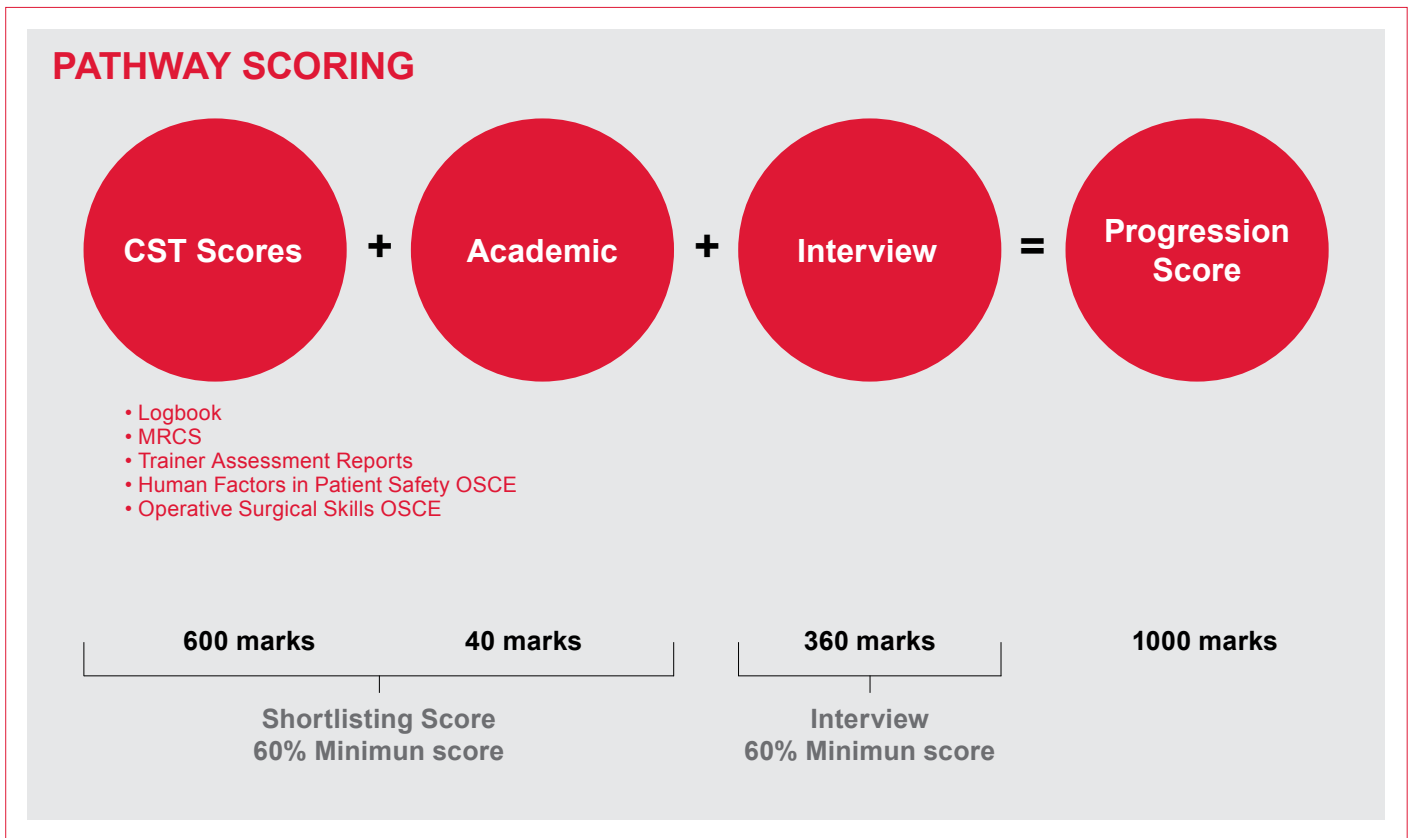 PATHWAY SCORING
CST Scores
+
Academic
+
Interview
=
Progression
Score
• Logbook
• MRCS
• Trainer Assessment Reports
• Human Factors in Patient Safety OSCE
• Operative Surgical Skills OSCE
600 marks
40 marks
360 marks
1000 marks
Shortlisting Score
60% Minimun score
Interview
60% Minimun score